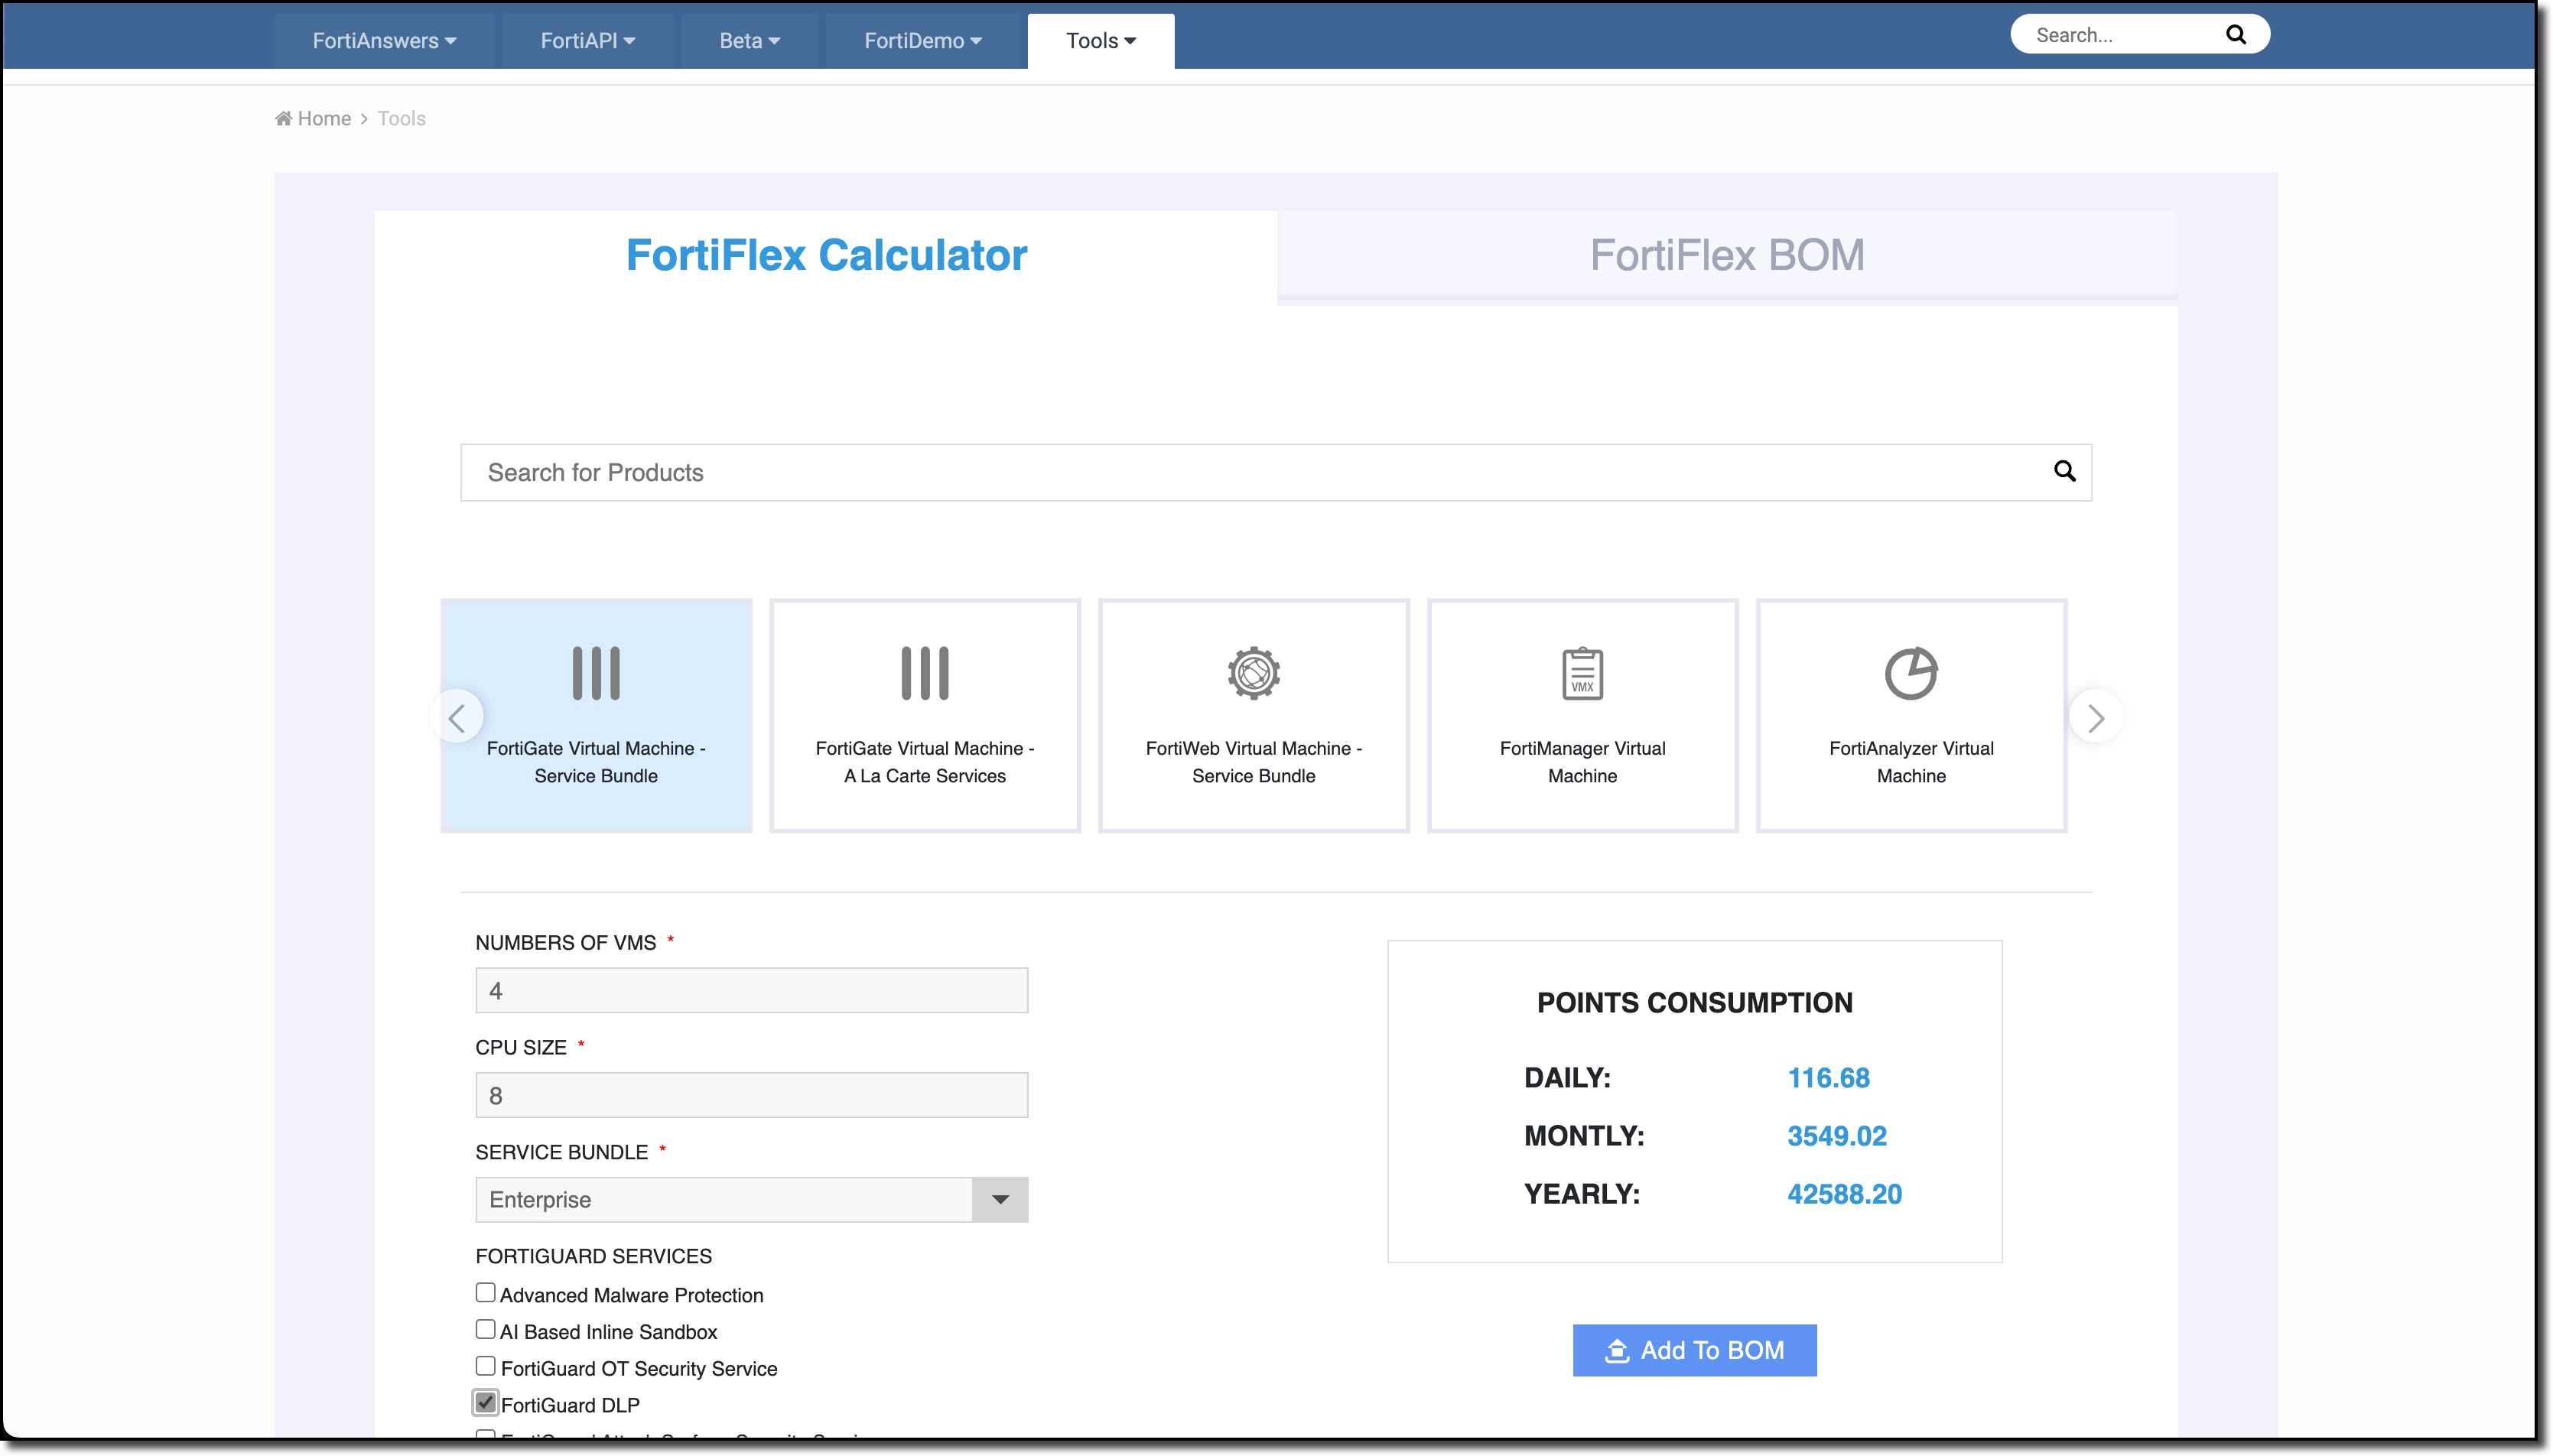 FortiAnswers FortiAPI Beta FortiDemo Tools Search...
Home > Tools
FortiFlex Calculator FortiFlex BOM
Search for Products
FortiGate Virtual Machine -
Service Bundle
FortiGate Virtual Machine -
A La Carte Services
FortiWeb Virtual Machine -
Service Bundle
VMX
FortiManager Virtual
Machine
FortiAnalyzer Virtual
Machine
NUMBERS OF VMS *
4
CPU SIZE *
8
SERVICE BUNDLE *
Enterprise
FORTIGUARD SERVICES
Advanced Malware Protection
AI Based Inline Sandbox
FortiGuard OT Security Service
FortiGuard DLP
POINTS CONSUMPTION
DAILY: 116.68
MONTLY: 3549.02
YEARLY: 42588.20
Add To BOM